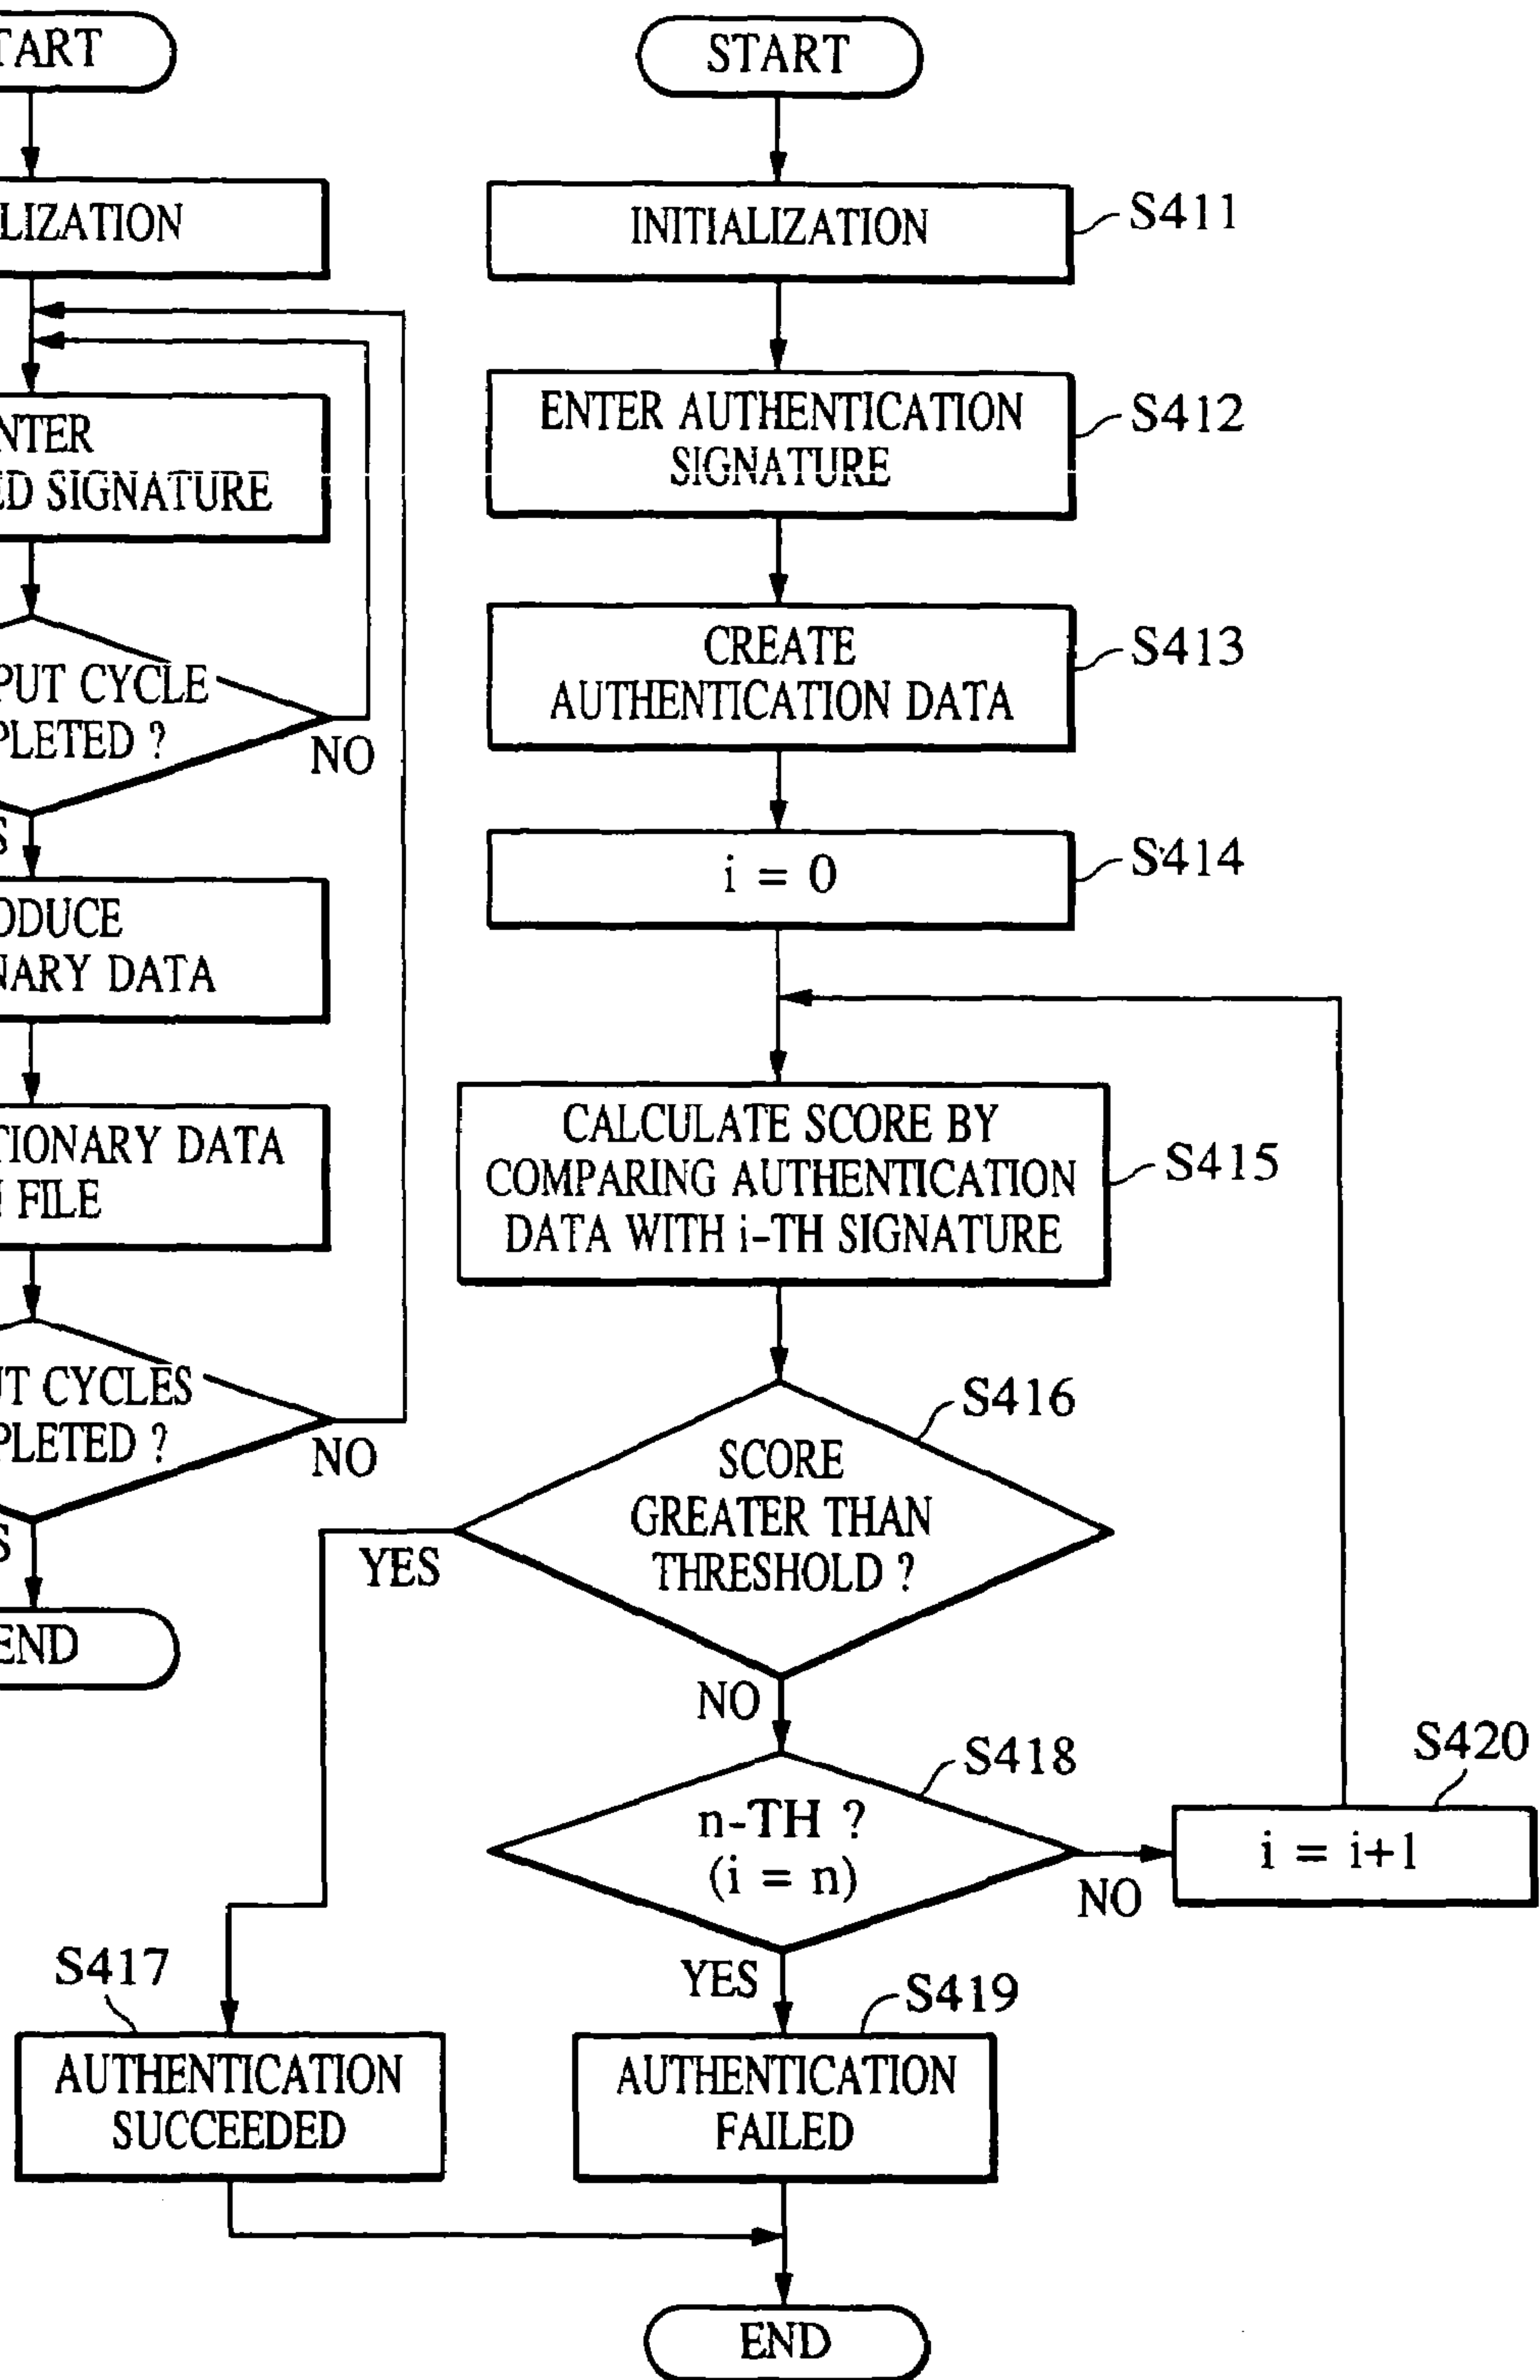 TART
LIZATION
NTER
ED SIGNATURE
PUT CYCLE
PLETED ?
NO
S
ODUCE
NARY DATA
TIONARY DATA
FILE
UT CYCLES
PLETED ?
NO
S
END
START
INITIALIZATION
S411
ENTER AUTHENTICATION
SIGNATURE
S412
CREATE
AUTHENTICATION DATA
S413
i = 0
S414
CALCULATE SCORE BY
COMPARING AUTHENTICATION
DATA WITH i-TH SIGNATURE
S415
S416
SCORE
GREATER THAN
THRESHOLD ?
YES
NO
S418
n-TH ?
(i = n)
NO
S420
i = i+1
YES
S417
AUTHENTICATION
SUCCEEDED
S419
AUTHENTICATION
FAILED
END